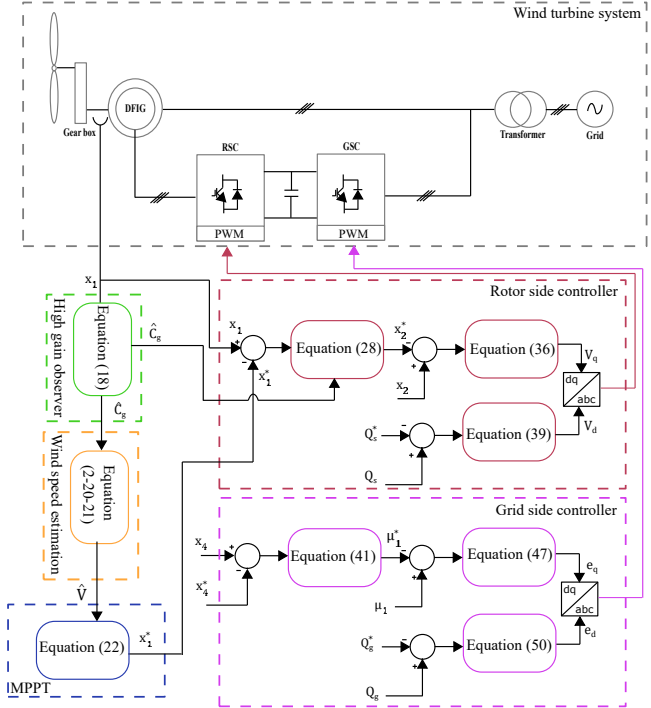 Wind turbine system
DFIG
Gear box
Transformer
Grid
RSC
GSC
PWM
PWM
x₁
Rotor side controller
High gain observer
Equation (18)
Ĉg
x₁
+
-
x₁*
Equation (28)
x₂*
-
+
x₂
Equation (36)
Vq
dq
abc
Vd
Qs*
-
+
Qs
Equation (39)
Ĉg
Wind speed estimation
Equation
(2-20-21)
V̂
Equation (22)
x₁*
MPPT
Grid side controller
x₄
+
-
x₄*
Equation (41)
μ₁*
-
+
μ₁
Equation (47)
eq
dq
abc
ed
Qg*
-
+
Qg
Equation (50)